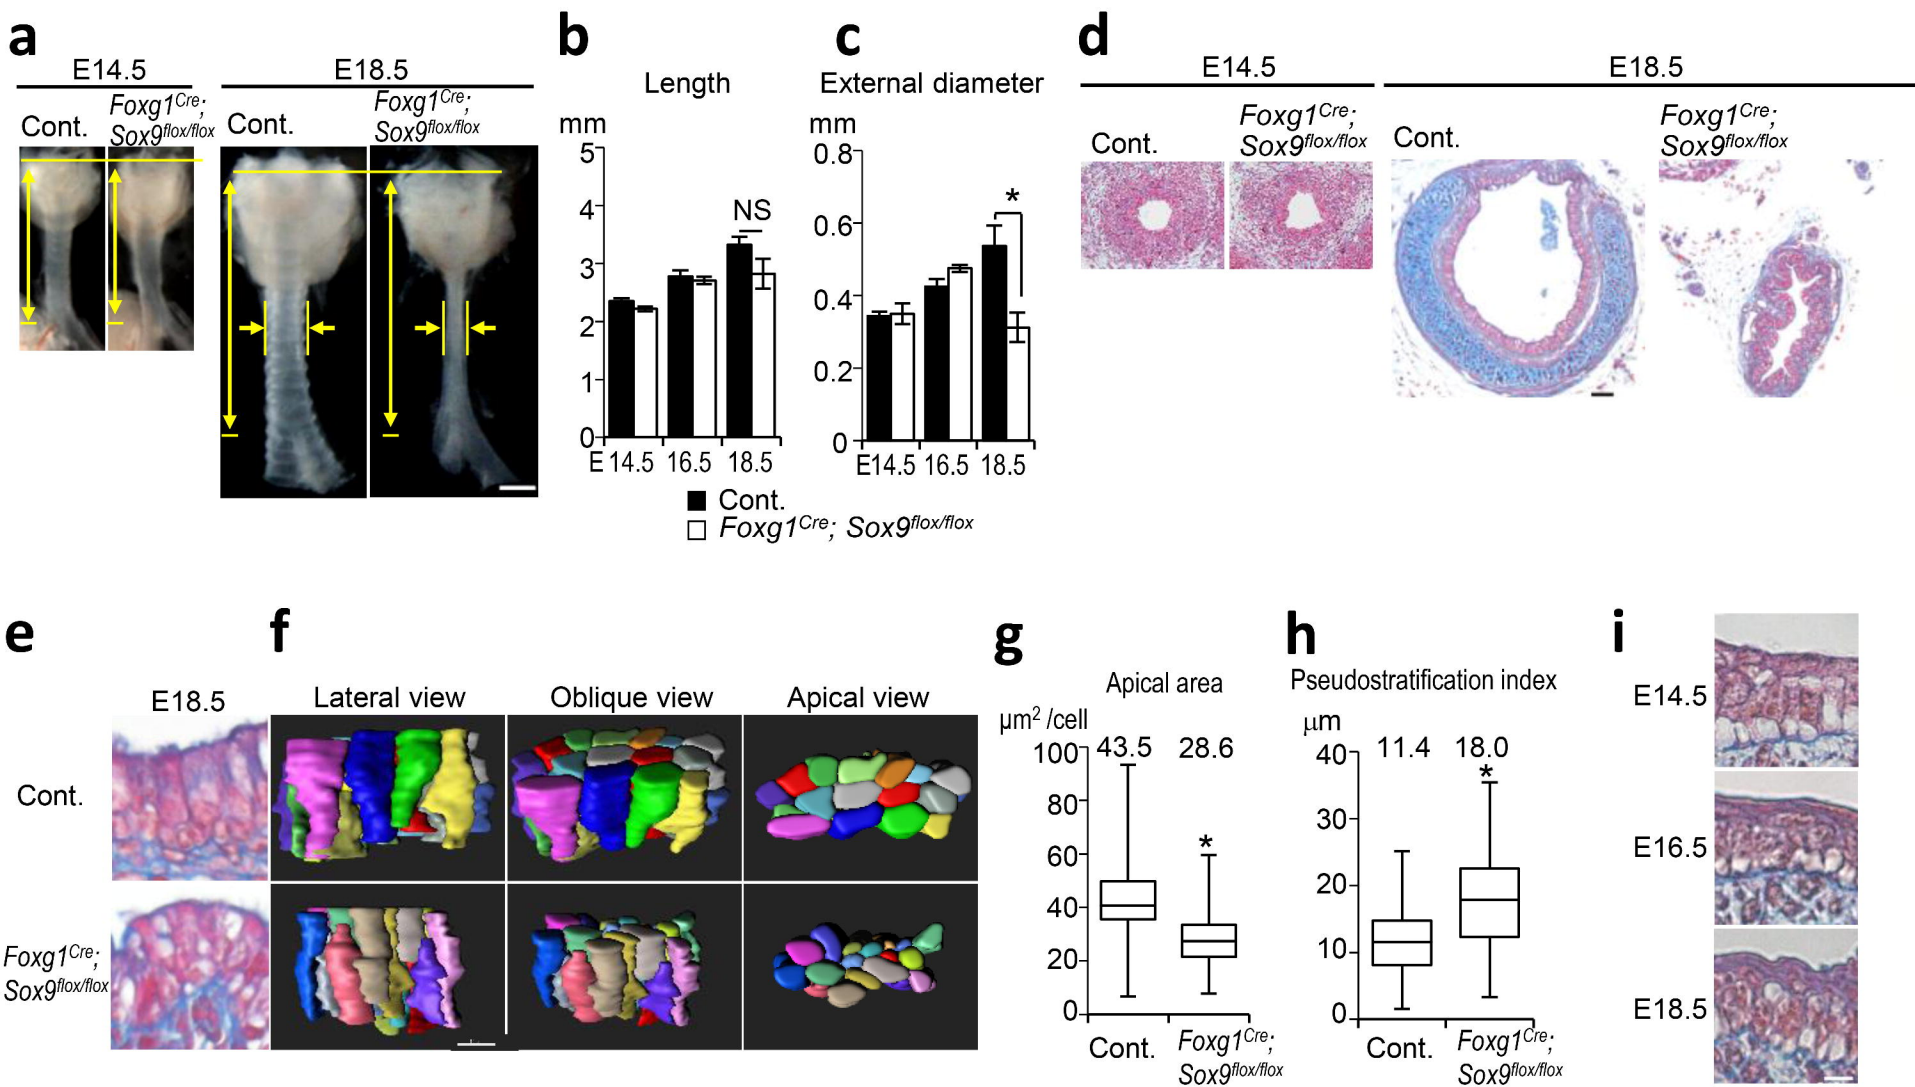 a
E14.5
E18.5
Cont.
Foxg1Cre;
Sox9flox/flox
Cont.
Foxg1Cre;
Sox9flox/flox
b
Length
mm
5
4
3
2
1
0
NS
E 14.5 16.5 18.5
c
External diameter
mm
0.8
0.6
0.4
0.2
0
*
E14.5 16.5 18.5
Cont.
Foxg1Cre; Sox9flox/flox
d
E14.5
E18.5
Cont.
Foxg1Cre;
Sox9flox/flox
Cont.
Foxg1Cre;
Sox9flox/flox
e
E18.5
Cont.
Foxg1Cre;
Sox9flox/flox
f
Lateral view
Oblique view
Apical view
g
Apical area
µm2 /cell
43.5 28.6
100
80
60
40
20
0
*
Cont.
Foxg1Cre;
Sox9flox/flox
h
Pseudostratification index
µm
11.4 18.0
40
30
20
10
0
*
Cont.
Foxg1Cre;
Sox9flox/flox
i
E14.5
E16.5
E18.5